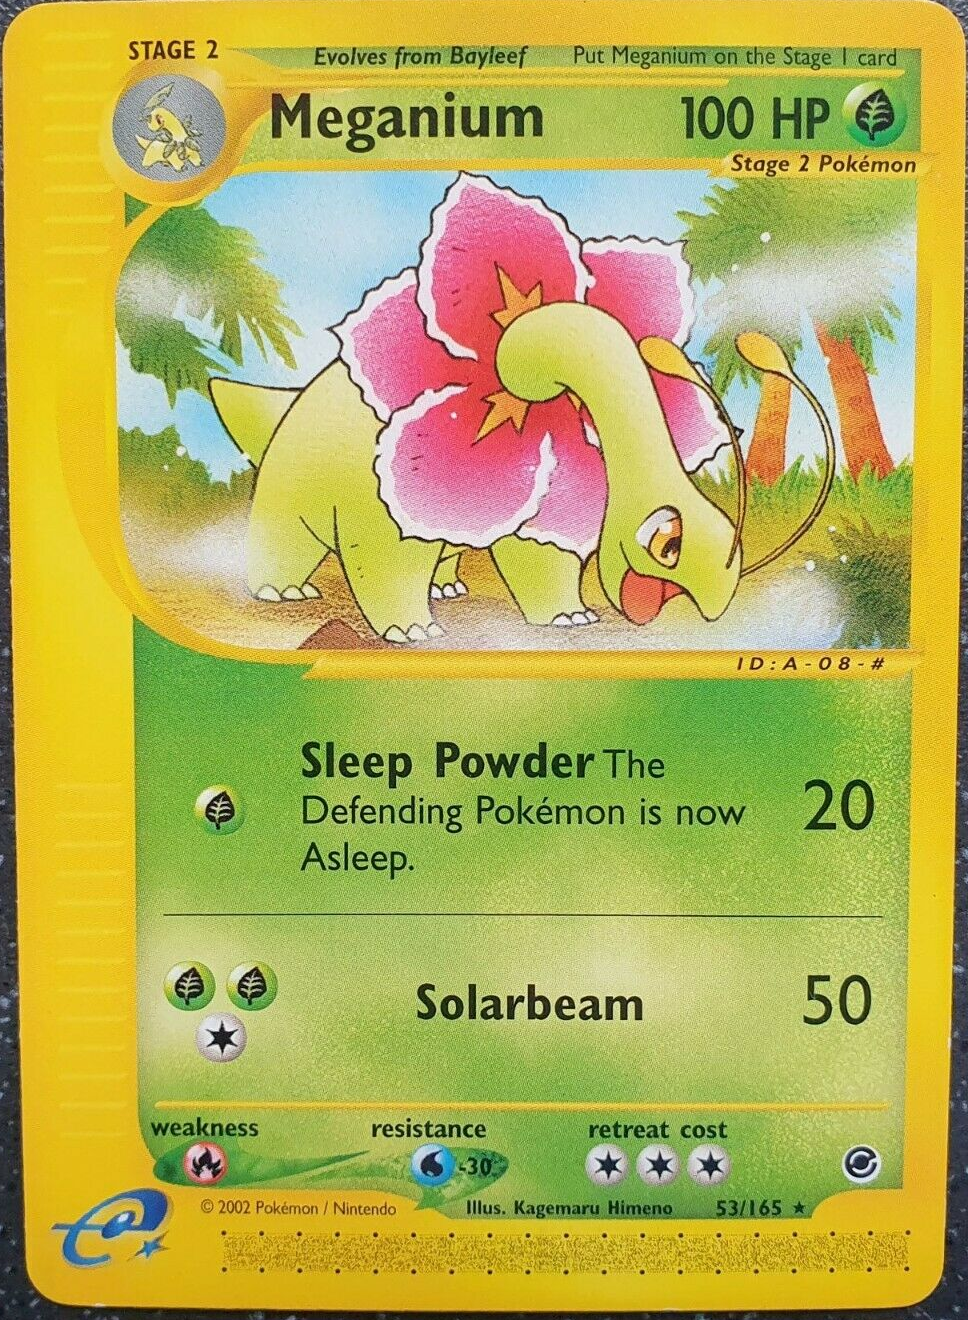 STAGE 2
Evolves from Bayleef Put Meganium on the Stage 1 card
Meganium 100 HP
Stage 2 Pokémon
ID:A-08-#
Sleep Powder The
Defending Pokémon is now
Asleep.
20
Solarbeam 50
weakness resistance retreat cost
-30
© 2002 Pokémon / Nintendo Illus. Kagemaru Himeno 53/165 ★
e